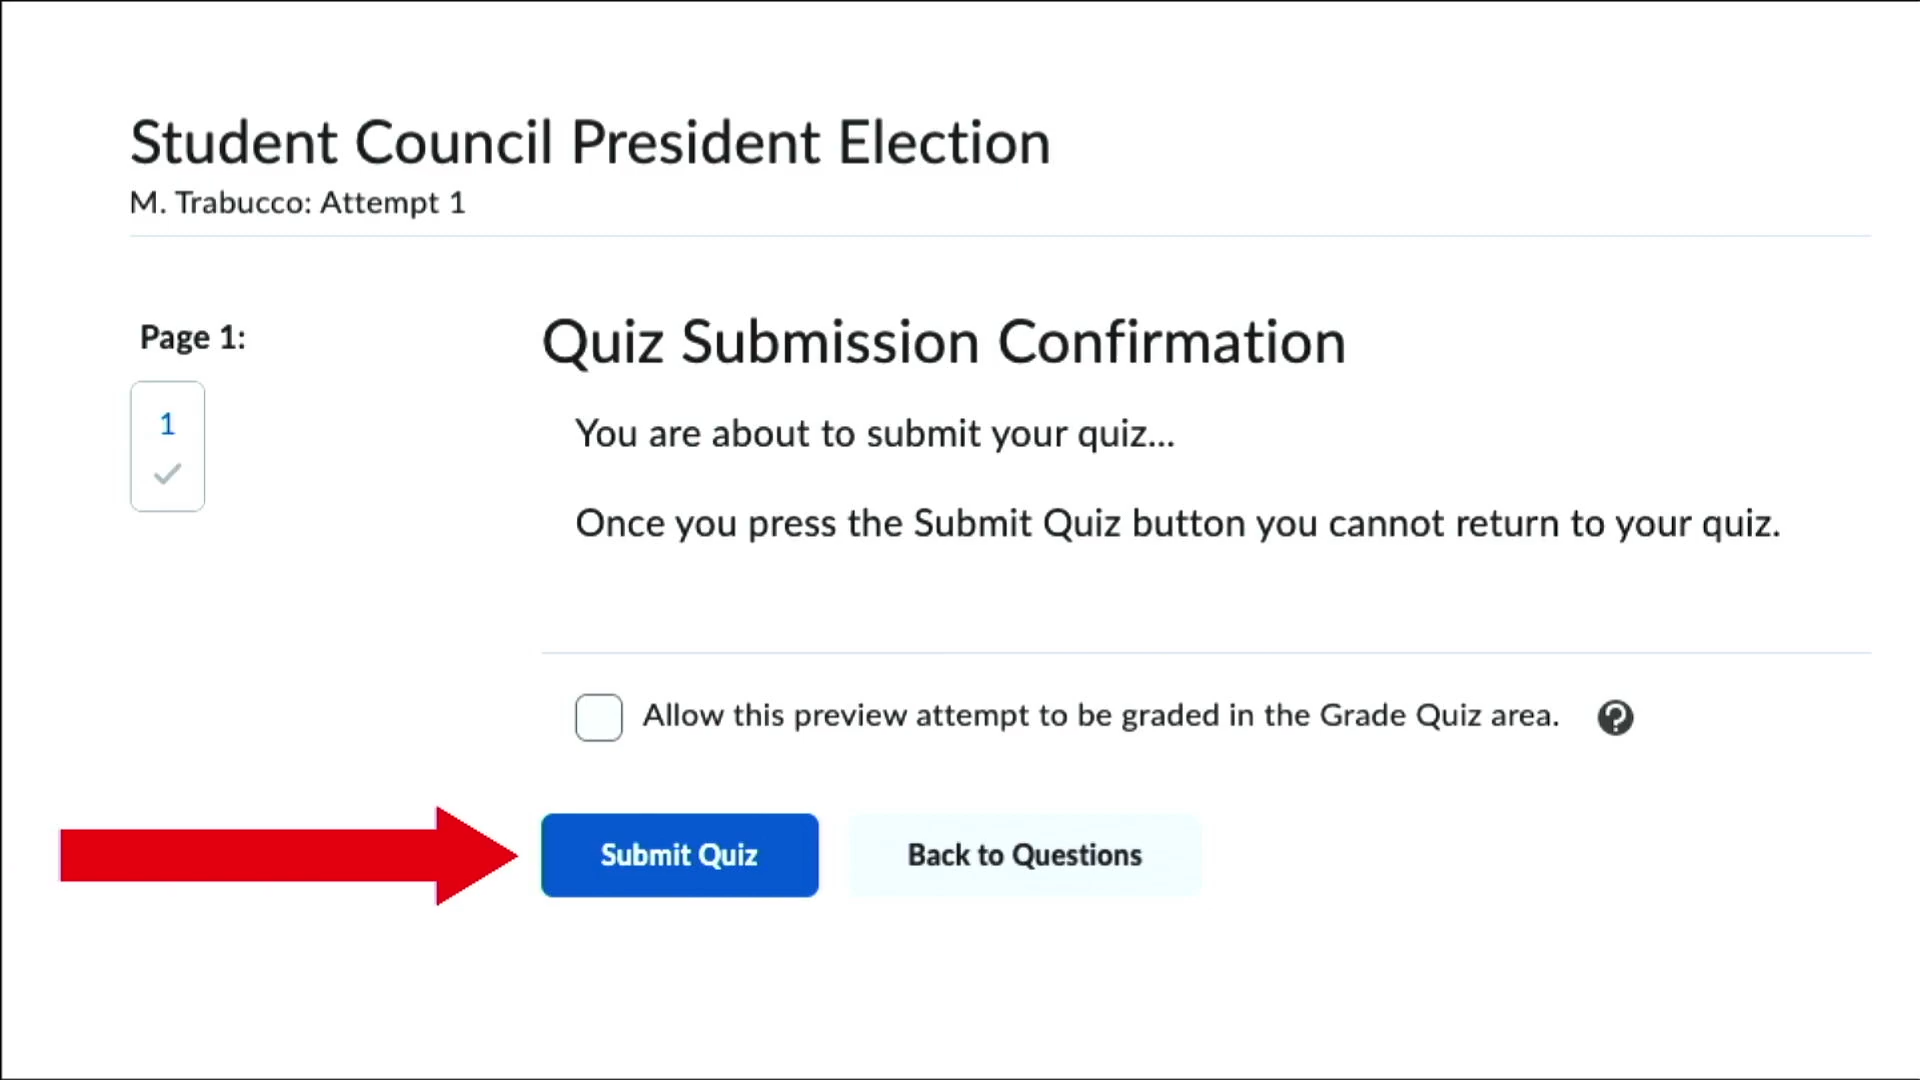 Student Council President Election
M. Trabucco: Attempt 1
Page 1:
1
Quiz Submission Confirmation
You are about to submit your quiz...
Once you press the Submit Quiz button you cannot return to your quiz.
Allow this preview attempt to be graded in the Grade Quiz area. ?
Submit Quiz
Back to Questions